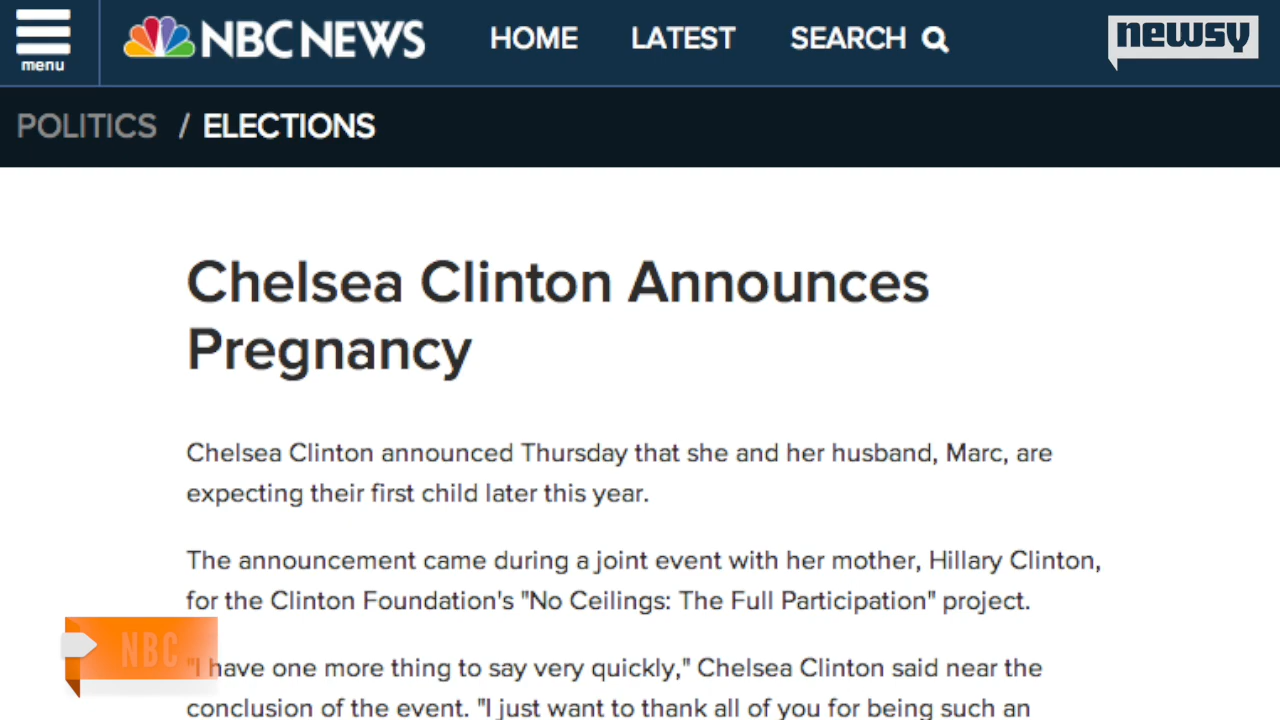 menu
NBC NEWS
HOME
LATEST
SEARCH
newsy
POLITICS / ELECTIONS
Chelsea Clinton Announces
Pregnancy
Chelsea Clinton announced Thursday that she and her husband, Marc, are
expecting their first child later this year.
The announcement came during a joint event with her mother, Hillary Clinton,
for the Clinton Foundation's "No Ceilings: The Full Participation" project.
NBC
"I have one more thing to say very quickly," Chelsea Clinton said near the
conclusion of the event. "I just want to thank all of you for being such an